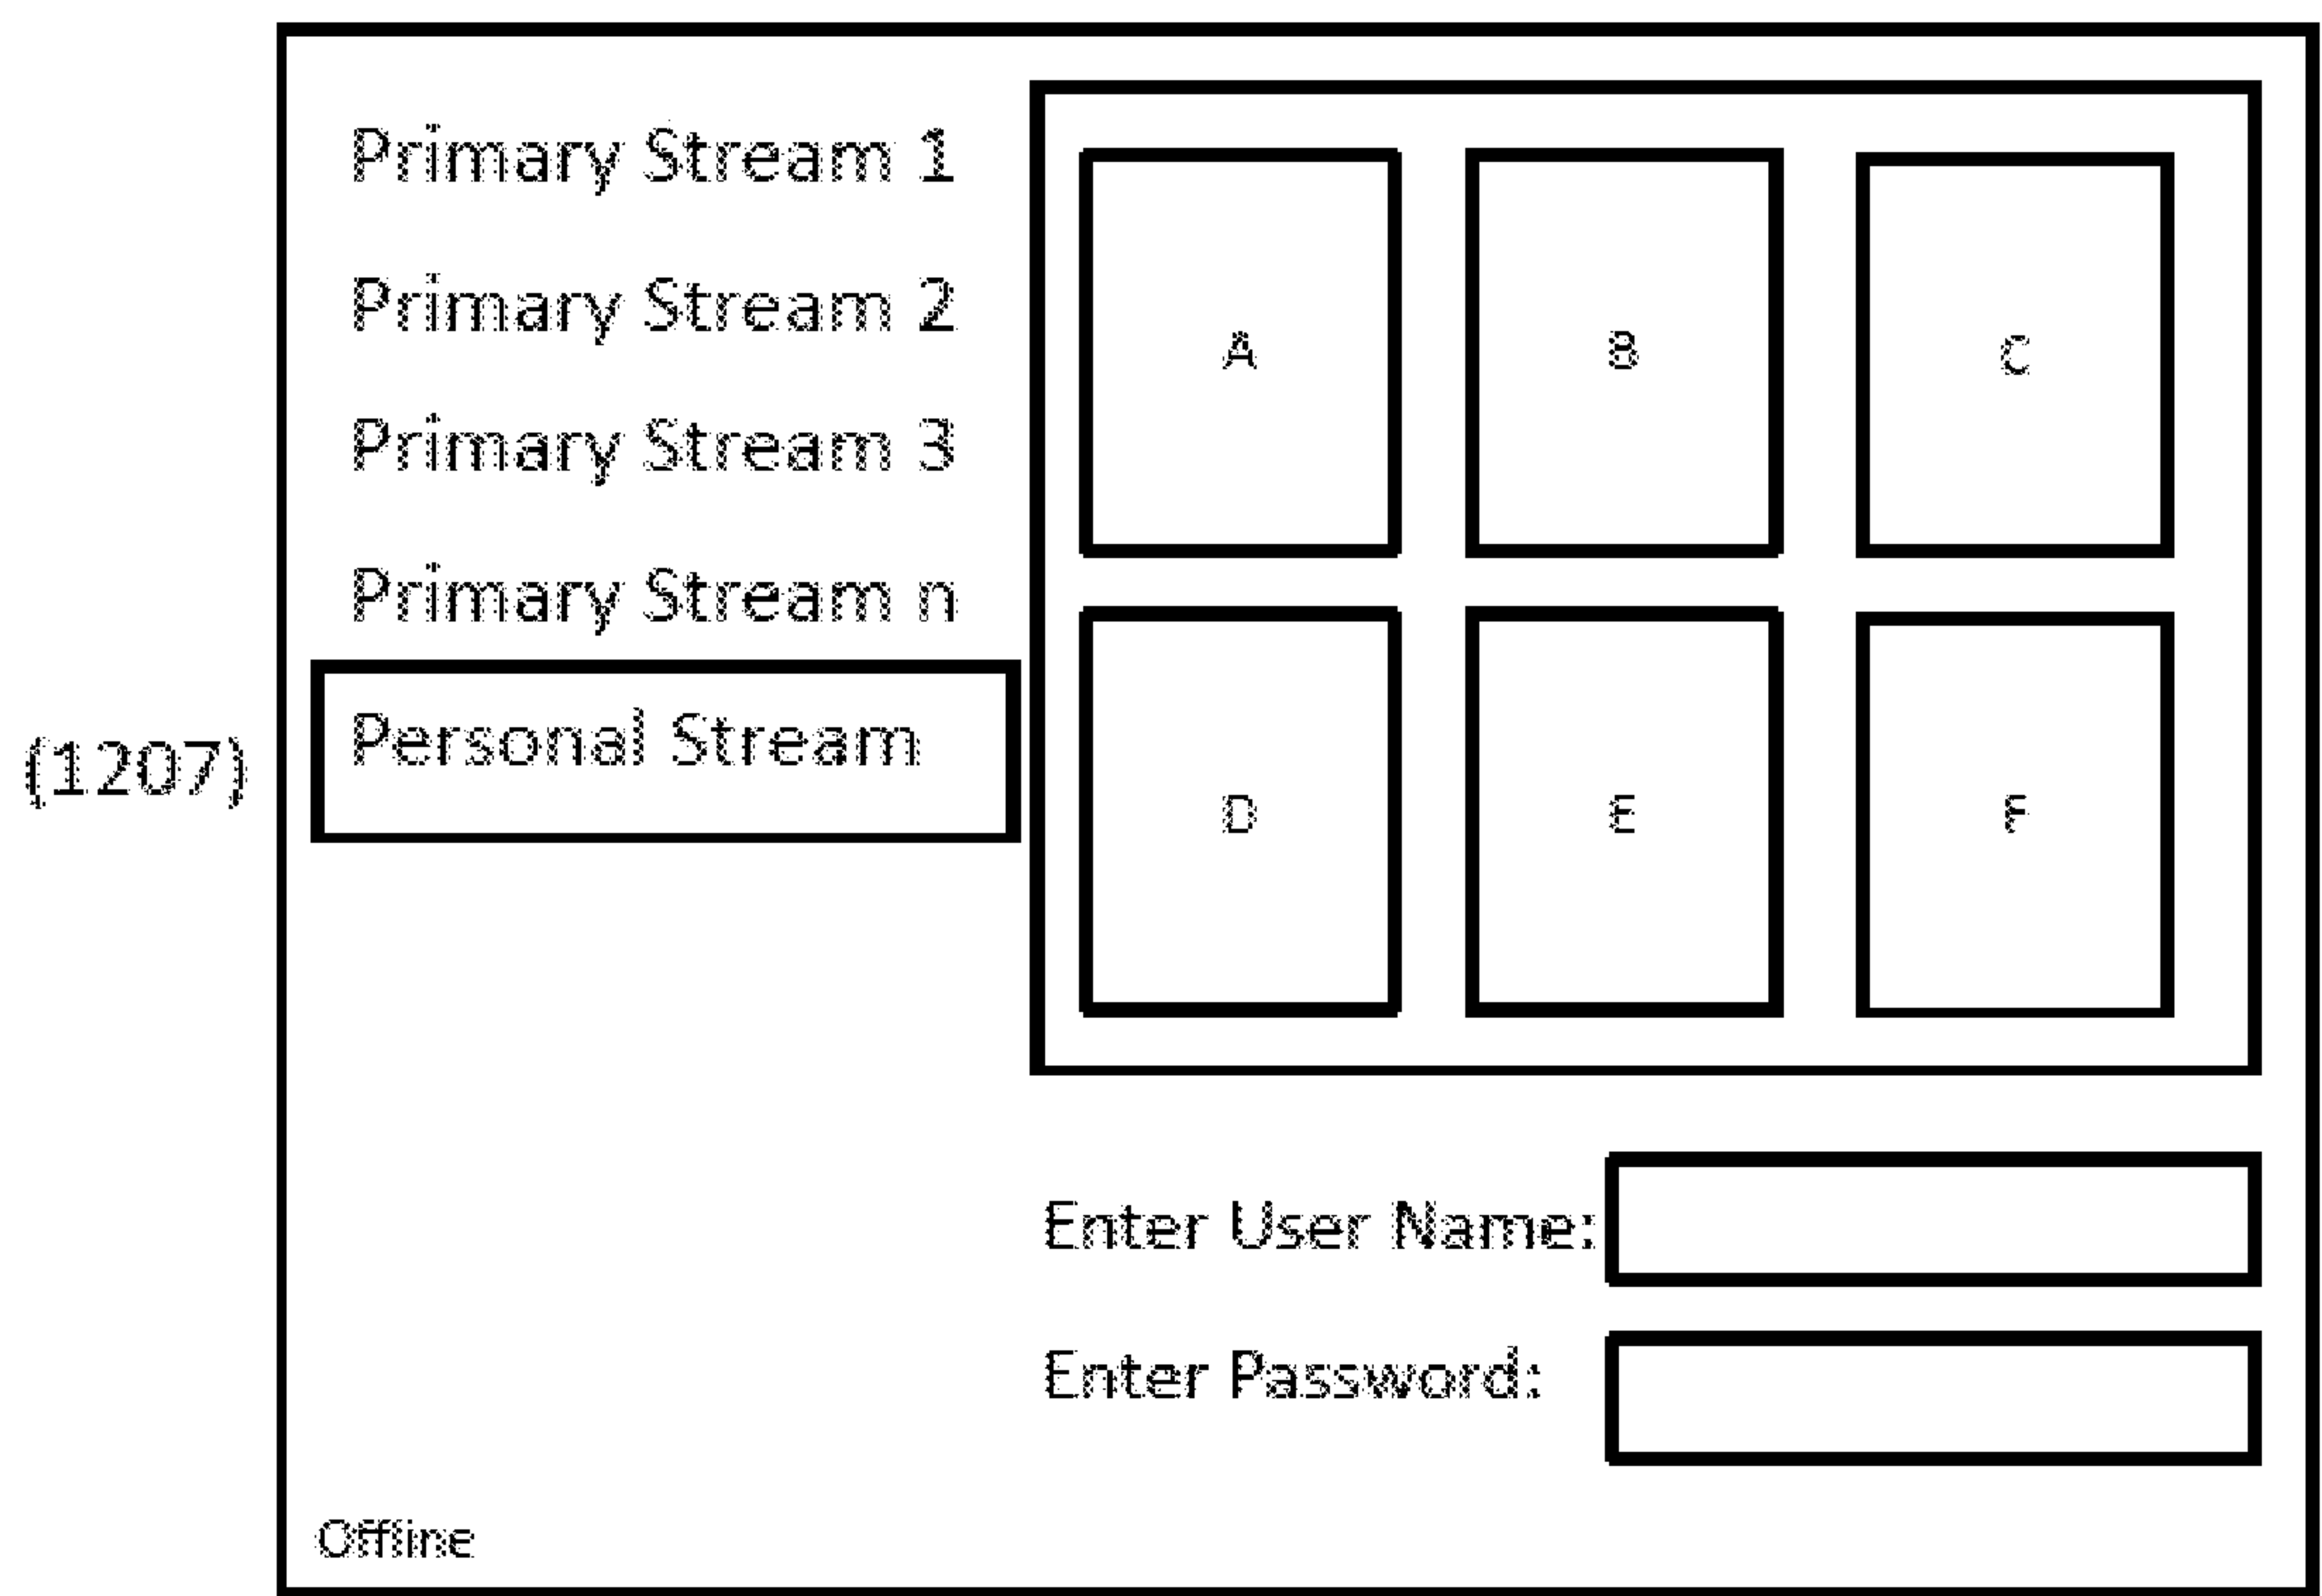 Primary Stream 1
Primary Stream 2
Primary Stream 3
Primary Stream n
(1207)
Personal Stream
A B C
D E F
Enter User Name:
Enter Password:
Offline